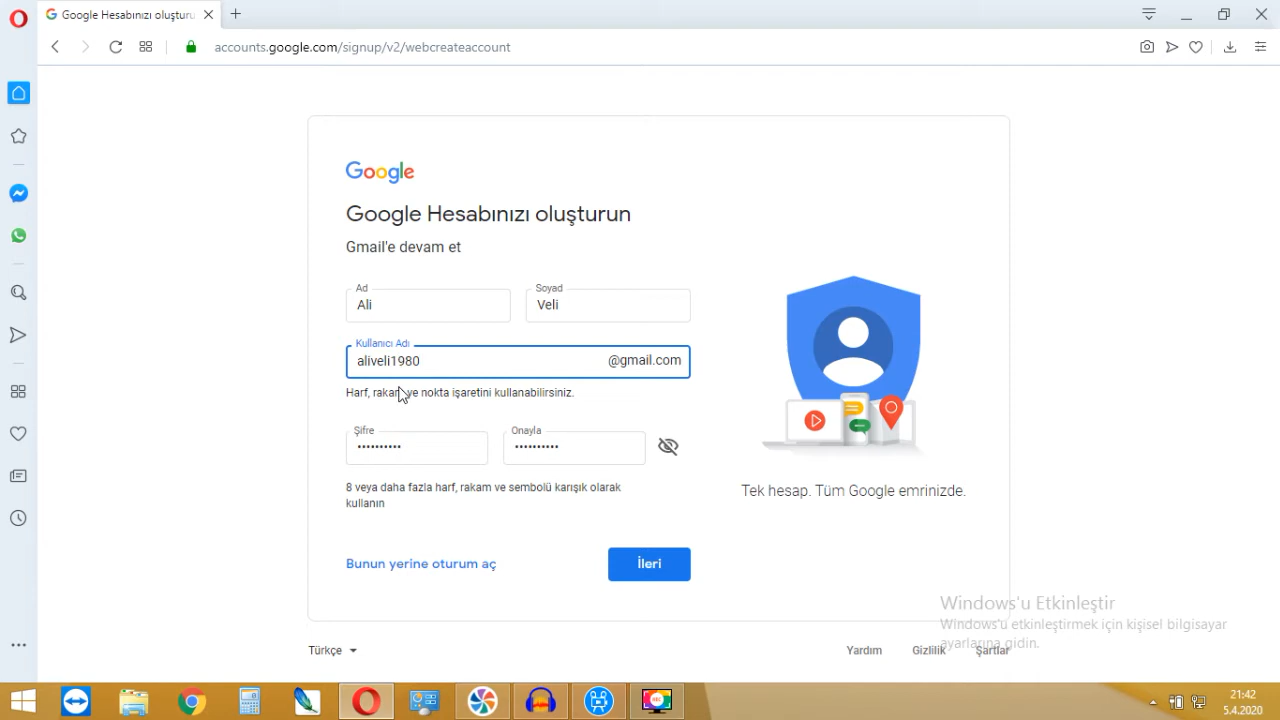 Google Hesabınızı oluşturu
accounts.google.com/signup/v2/webcreateaccount
Google
Google Hesabınızı oluşturun
Gmail'e devam et
Ad
Ali
Soyad
Veli
Kullanıcı Adı
aliveli1980
@gmail.com
Harf, rakam ve nokta işaretini kullanabilirsiniz.
Şifre
••••••••••
Onayla
••••••••••
8 veya daha fazla harf, rakam ve sembolü karışık olarak
kullanın
Bunun yerine oturum aç
İleri
Tek hesap. Tüm Google emrinizde.
Türkçe
Yardım
Gizlilik
Şartlar
Windows'u Etkinleştir
Windows'u etkinleştirmek için kişisel bilgisayar
ayarlarına gidin.
21:42
5.4.2020